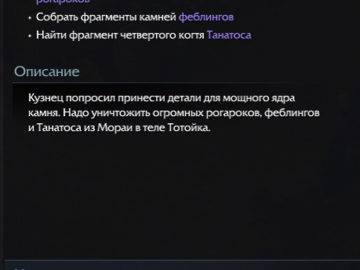 рогароков
• Собрать фрагменты камней феблингов
• Найти фрагмент четвертого когтя
Танатоса
Описание
Кузнец попросил принести детали для мощного ядра
камня. Надо уничтожить огромных рогароков, феблингов
и Танатоса из Мораи в теле Тотойка.